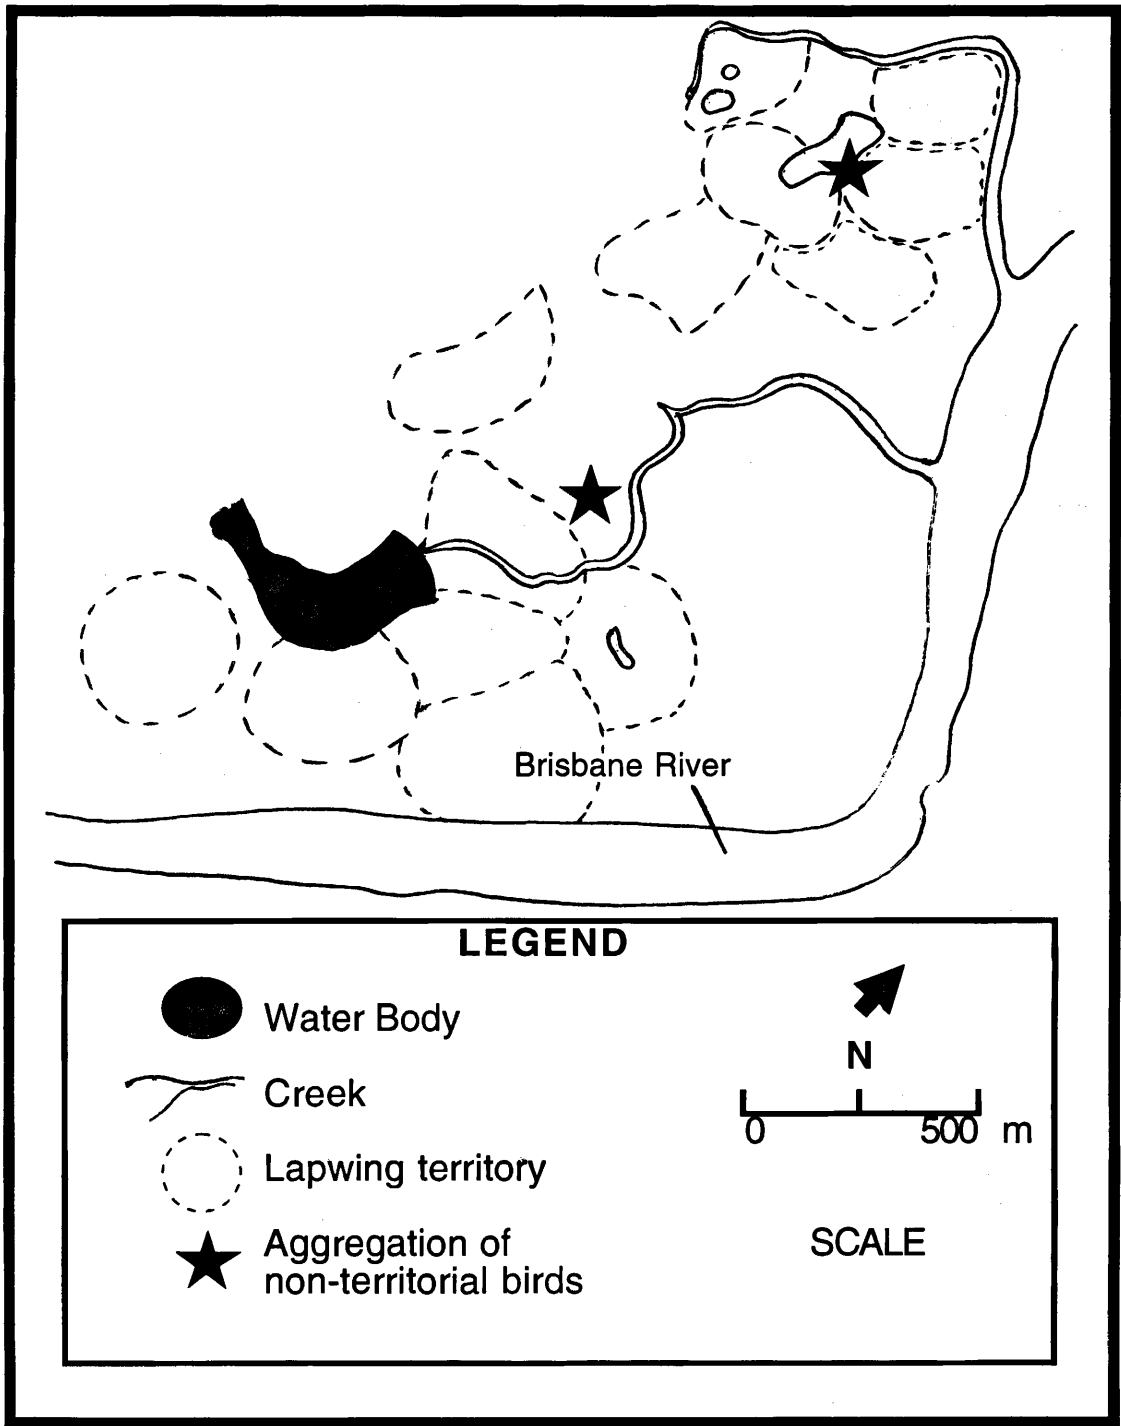 Brisbane River
LEGEND
Water Body
Creek
Lapwing territory
Aggregation of
non-territorial birds
N
0 500 m
SCALE